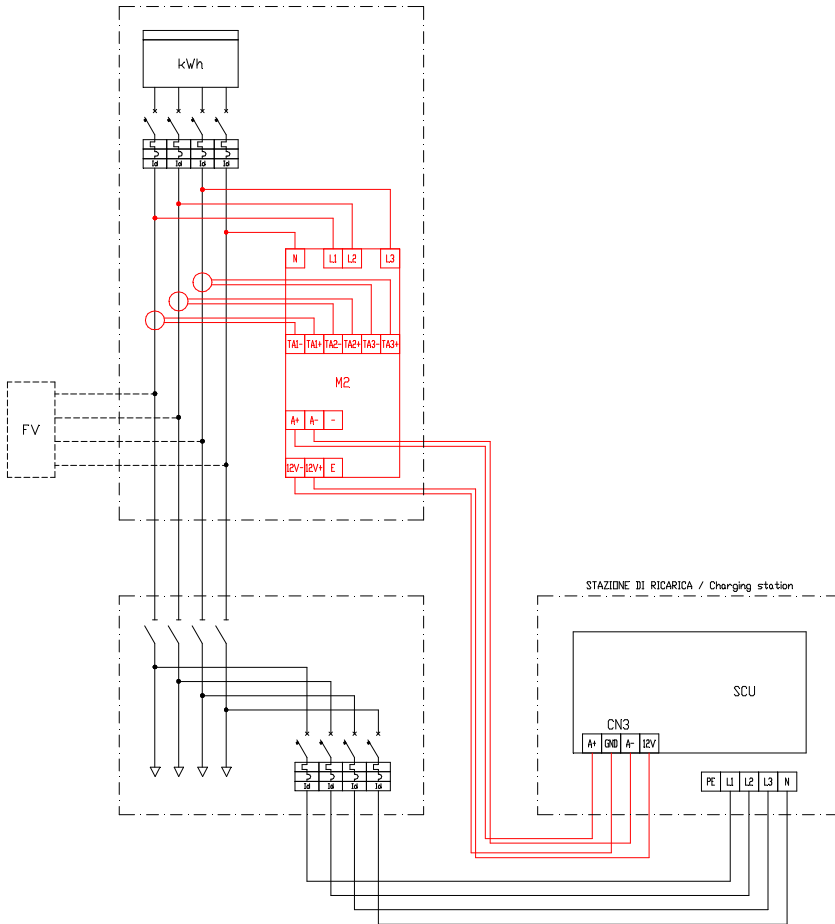 kWh
Id Id Id Id
N L1 L2 L3
TA1- TA1+ TA2- TA2+ TA3- TA3+
M2
FV
A+ A- -
12V- 12V+ E
STAZIONE DI RICARICA / Charging station
SCU
CN3
A+ GND A- 12V
PE L1 L2 L3 N
Id Id Id Id